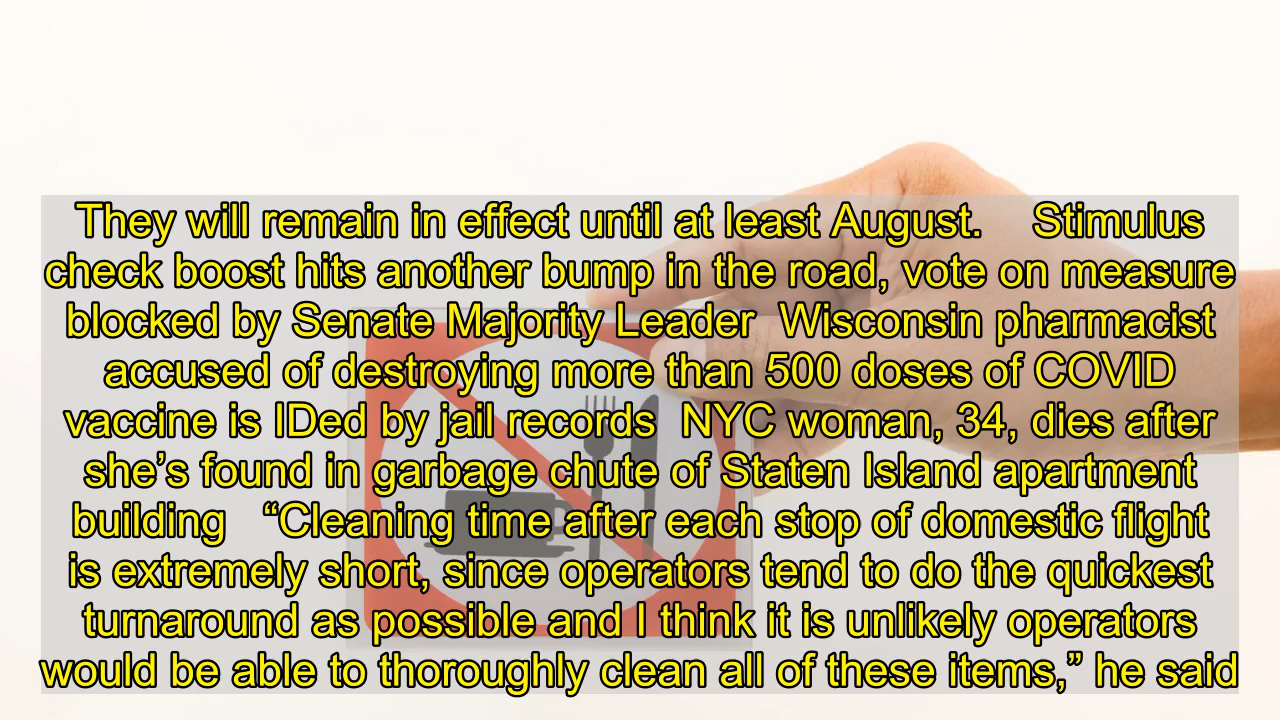 They will remain in effect until at least August.    Stimulus
check boost hits another bump in the road, vote on measure
blocked by Senate Majority Leader  Wisconsin pharmacist
accused of destroying more than 500 doses of COVID
vaccine is IDed by jail records  NYC woman, 34, dies after
she’s found in garbage chute of Staten Island apartment
building   “Cleaning time after each stop of domestic flight
is extremely short, since operators tend to do the quickest
turnaround as possible and I think it is unlikely operators
would be able to thoroughly clean all of these items,” he said